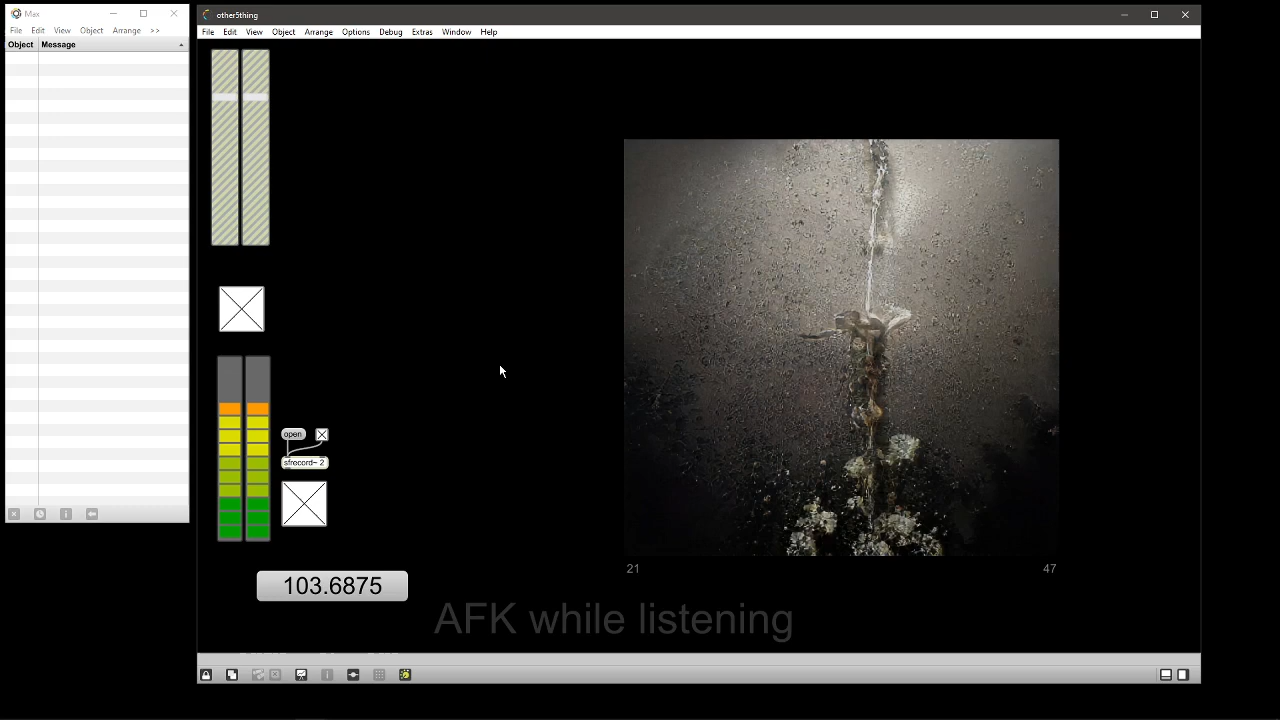 Max
File Edit View Object Arrange >>
Object Message
other5thing
File Edit View Object Arrange Options Debug Extras Window Help
open
sfrecord~ 2
103.6875
21 47
AFK while listening